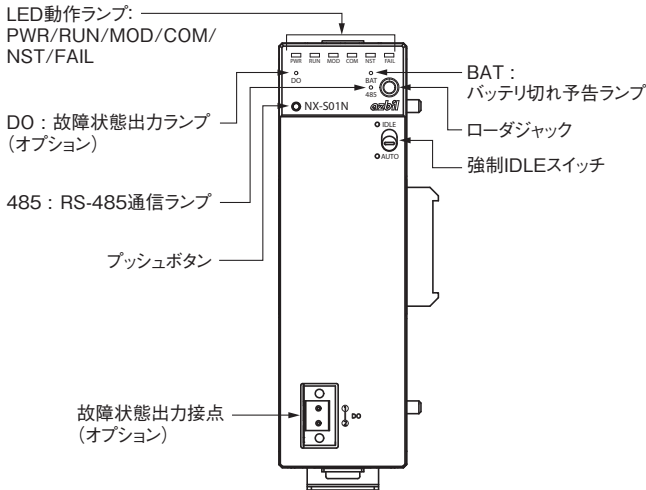 LED動作ランプ:
PWR/RUN/MOD/COM/
NST/FAIL
DO:故障状態出力ランプ
(オプション)
485:RS-485通信ランプ
プッシュボタン
故障状態出力接点
(オプション)
PWR RUN MOD COM NST FAIL
DO
BAT
485
NX-S01N
azbil
IDLE
AUTO
① DO
②
BAT:
バッテリ切れ予告ランプ
ローダジャック
強制IDLEスイッチ